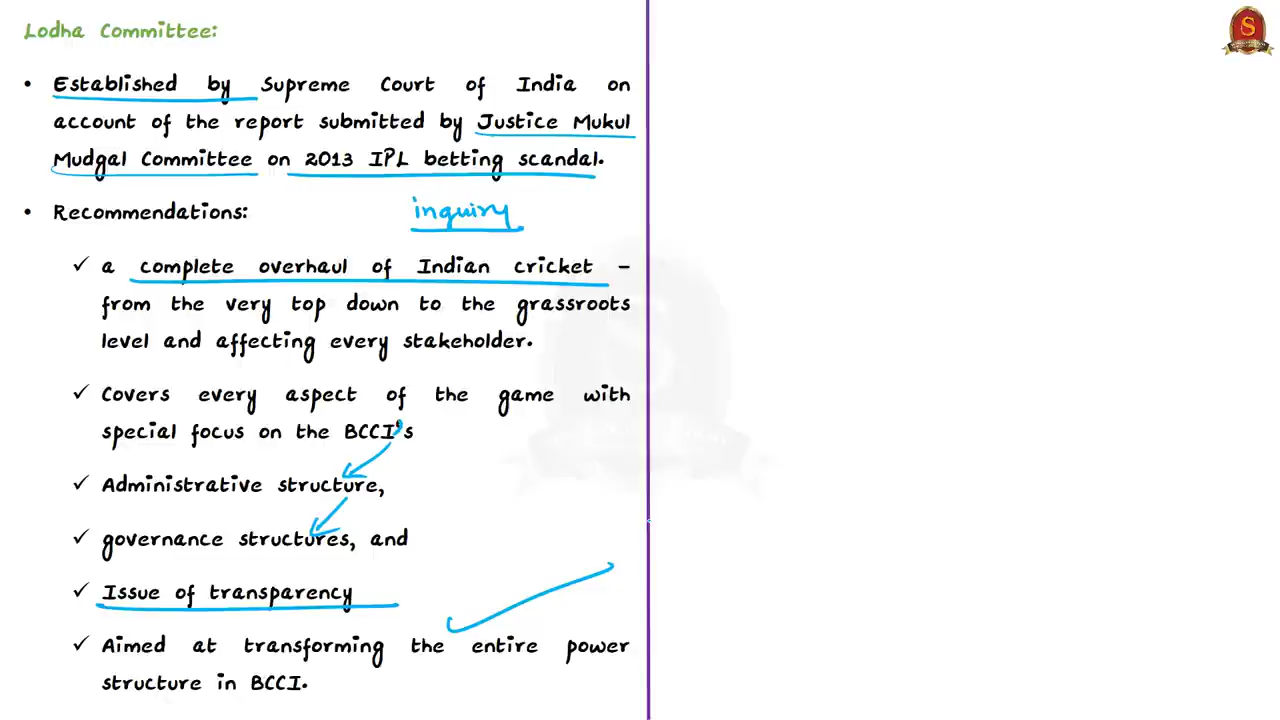 Lodha Committee:
• Established by Supreme Court of India on
account of the report submitted by Justice Mukul
Mudgal Committee on 2013 IPL betting scandal.
• Recommendations:
inquiry
✓ a complete overhaul of Indian cricket –
from the very top down to the grassroots
level and affecting every stakeholder.
✓ Covers every aspect of the game with
special focus on the BCCI's
✓ Administrative structure,
✓ governance structures, and
✓ Issue of transparency
✓ Aimed at transforming the entire power
structure in BCCI.
S